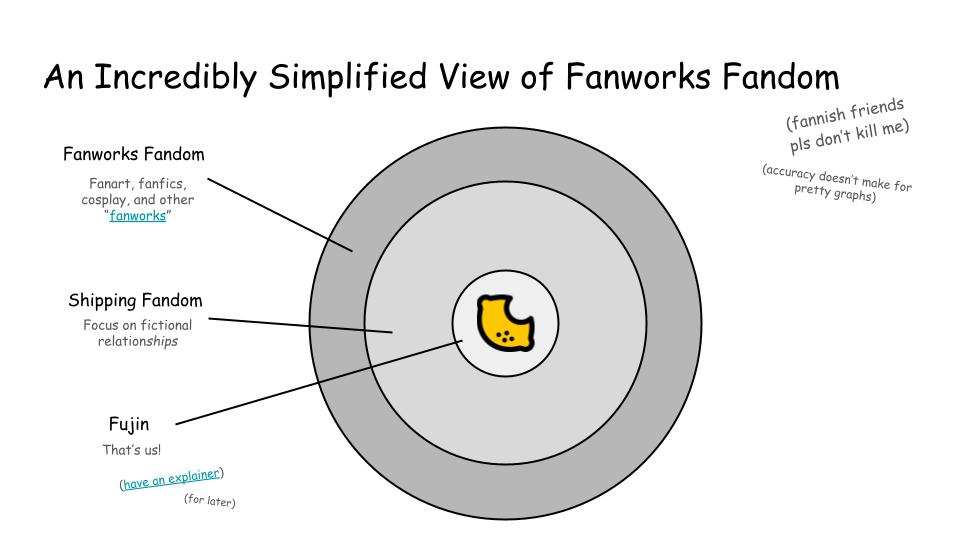 An Incredibly Simplified View of Fanworks Fandom
(fannish friends
pls don't kill me)
(accuracy doesn't make for
pretty graphs)
Fanworks Fandom
Fanart, fanfics,
cosplay, and other
“fanworks”
Shipping Fandom
Focus on fictional
relationships
Fujin
That's us!
(have an explainer)
(for later)